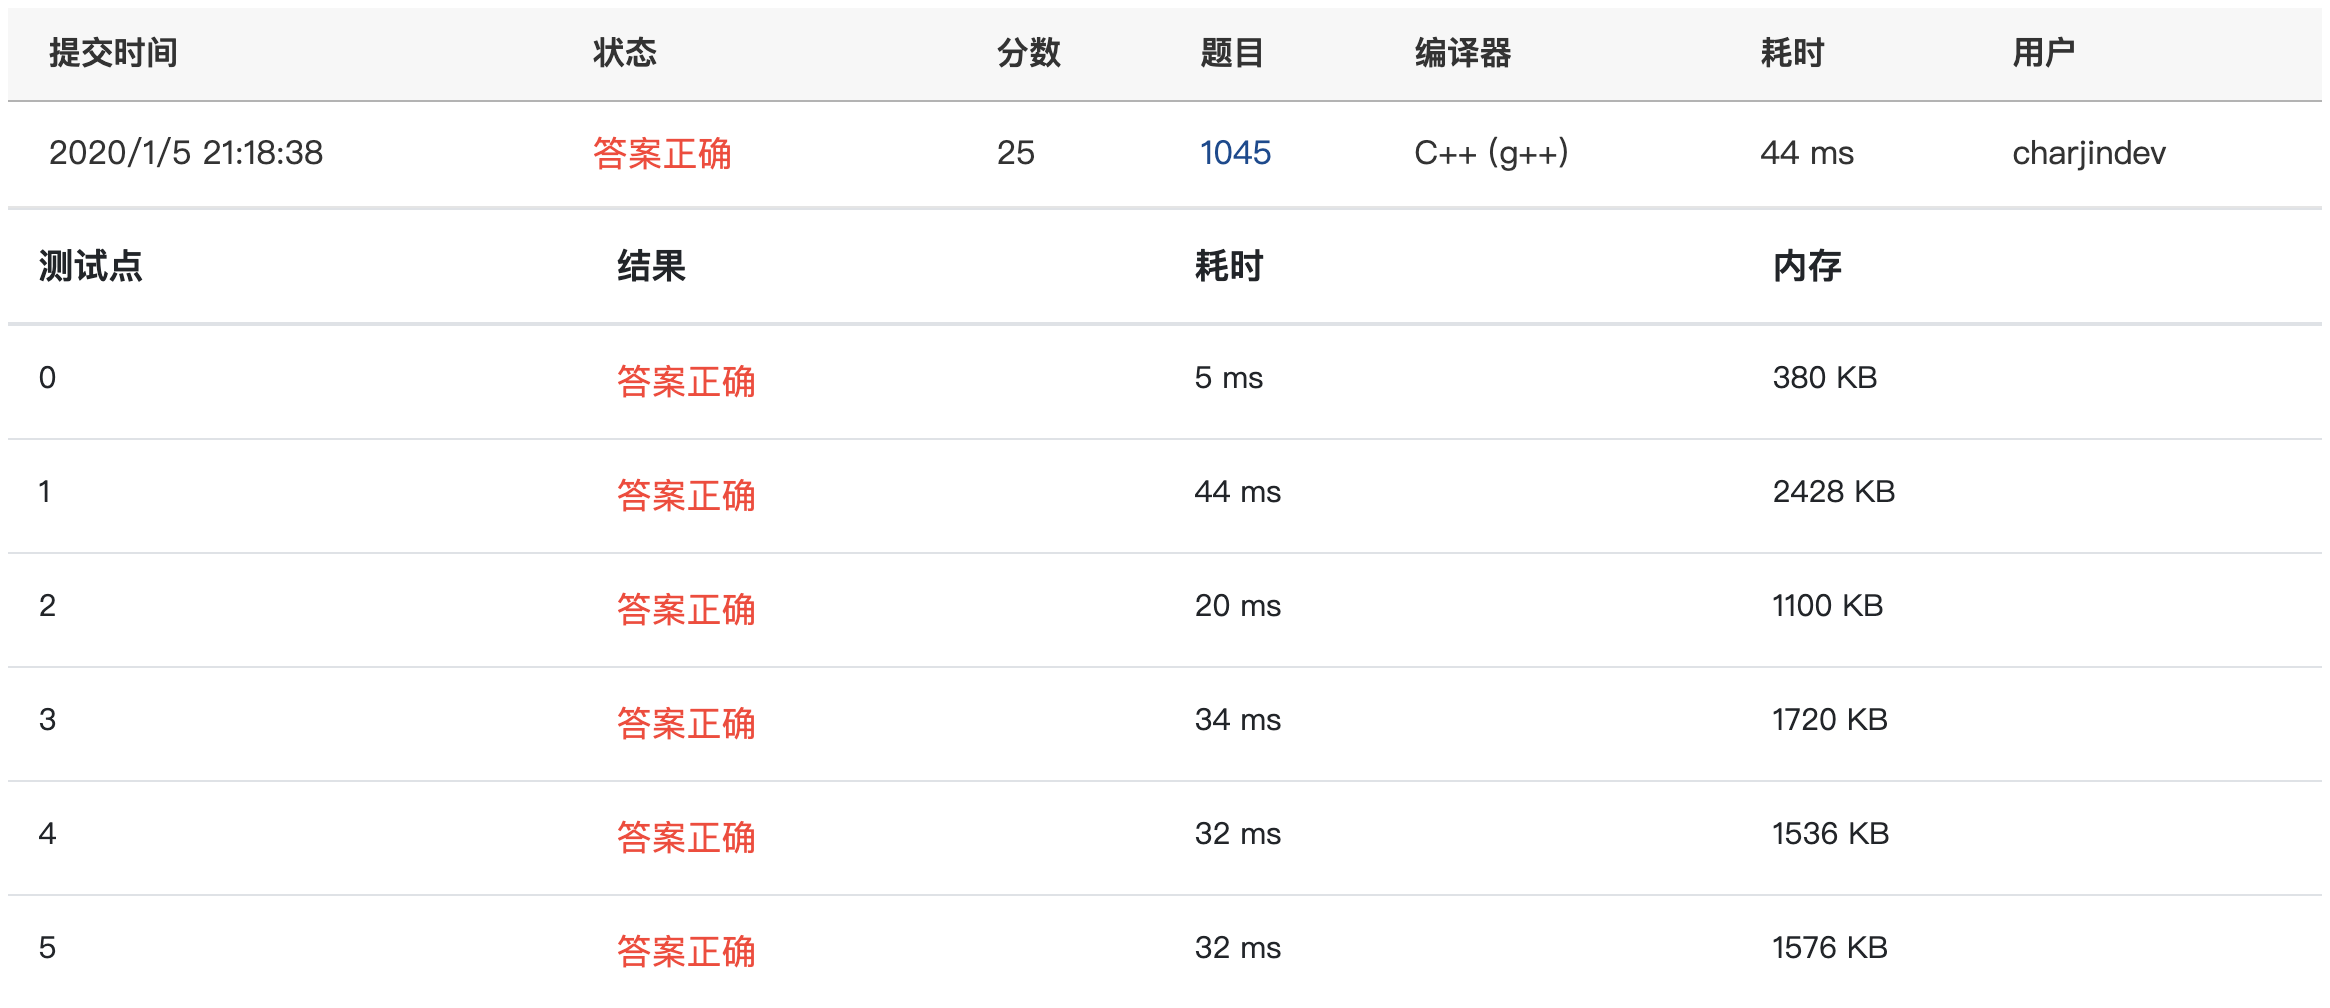 提交时间 状态 分数 题目 编译器 耗时 用户
2020/1/5 21:18:38 答案正确 25 1045 C++ (g++) 44 ms charjindev
测试点 结果 耗时 内存
0 答案正确 5 ms 380 KB
1 答案正确 44 ms 2428 KB
2 答案正确 20 ms 1100 KB
3 答案正确 34 ms 1720 KB
4 答案正确 32 ms 1536 KB
5 答案正确 32 ms 1576 KB